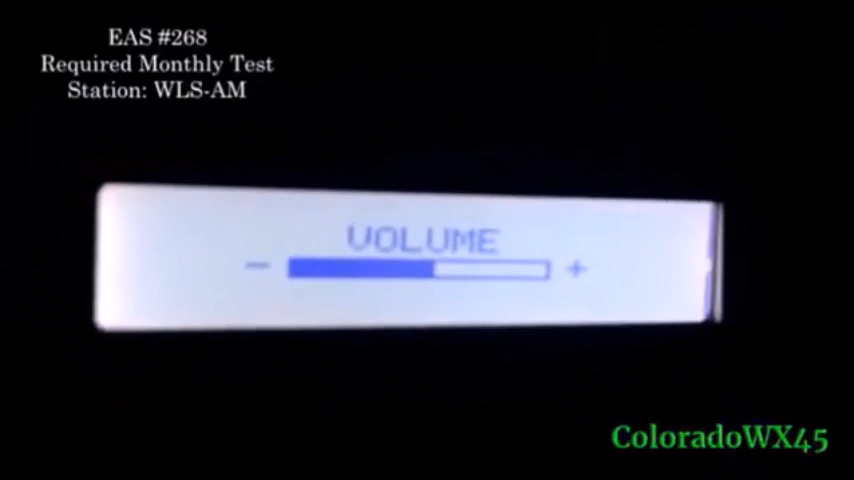 EAS #268
Required Monthly Test
Station: WLS-AM
VOLUME
- +
ColoradoWX45